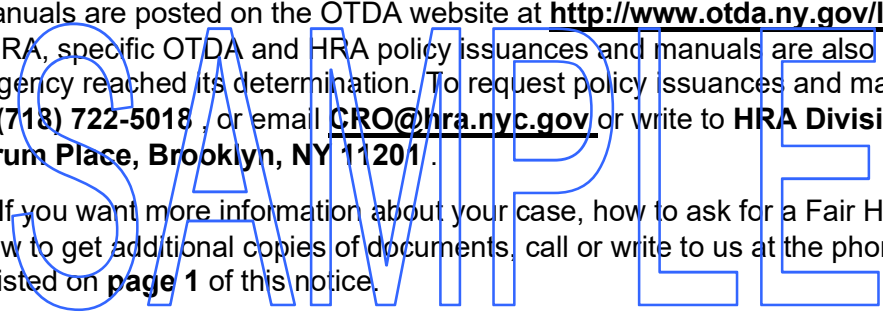 anuals are posted on the OTDA website at http://www.otda.ny.gov/l
RA, specific OTDA and HRA policy issuances and manuals are also
gency reached its determination. To request policy issuances and ma
(718) 722-5018 , or email CRO@hra.nyc.gov or write to HRA Divisi
rum Place, Brooklyn, NY 11201 .
If you want more information about your case, how to ask for a Fair H
w to get additional copies of documents, call or write to us at the phon
isted on page 1 of this notice.
SAMPLE